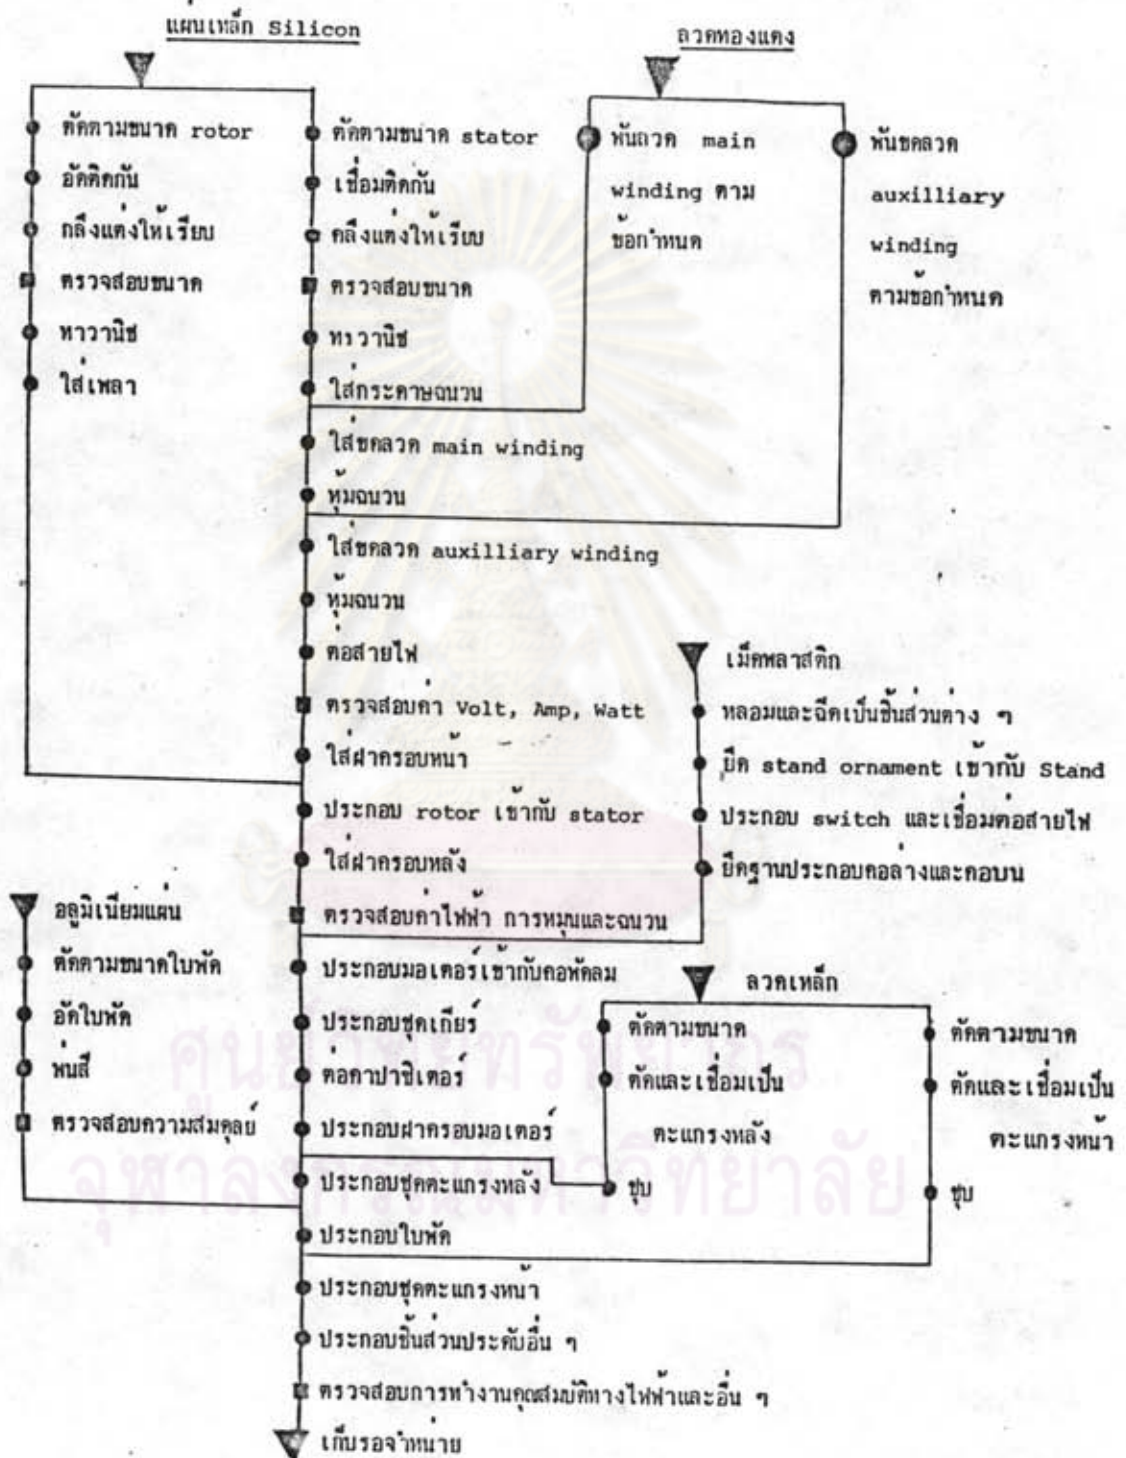 แผ่นเหล็ก Silicon
ลวดทองแดง
ตัดตามขนาด rotor
อัดติดกัน
กลึงแต่งให้เรียบ
ตรวจสอบขนาด
ทาวานิช
ใส่เพลา
ตัดตามขนาด stator
เชื่อมติดกัน
กลึงแต่งให้เรียบ
ตรวจสอบขนาด
ทาวานิช
ใส่กระดาษฉนวน
พันลวด main
winding ตาม
ข้อกำหนด
พันขดลวด
auxilliary
winding
ตามข้อกำหนด
ใส่ขดลวด main winding
หุ้มฉนวน
ใส่ขดลวด auxilliary winding
หุ้มฉนวน
ต่อสายไฟ
ตรวจสอบค่า Volt, Amp, Watt
ใส่ฝาครอบหน้า
ประกอบ rotor เข้ากับ stator
ใส่ฝาครอบหลัง
ตรวจสอบค่าไฟฟ้า การหมุนและฉนวน
เม็ดพลาสติก
หลอมและฉีดเป็นชิ้นส่วนต่าง ๆ
ยึด stand ornament เข้ากับ Stand
ประกอบ switch และเชื่อมต่อสายไฟ
ยึดฐานประกอบคอล่างและคอบน
อลูมิเนียมแผ่น
ตัดตามขนาดใบพัด
อัดใบพัด
พ่นสี
ตรวจสอบความสมดุลย์
ประกอบมอเตอร์เข้ากับคอพัดลม
ประกอบชุดเกียร์
ต่อคาปาซิเตอร์
ประกอบฝาครอบมอเตอร์
ประกอบชุดตะแกรงหลัง
ประกอบใบพัด
ลวดเหล็ก
ตัดตามขนาด
ตัดและเชื่อมเป็น
ตะแกรงหลัง
ชุบ
ตัดตามขนาด
ตัดและเชื่อมเป็น
ตะแกรงหน้า
ชุบ
ประกอบชุดตะแกรงหน้า
ประกอบชิ้นส่วนประดับอื่น ๆ
ตรวจสอบการทำงานคุณสมบัติทางไฟฟ้าและอื่น ๆ
เก็บรอจำหน่าย
ศูนย์วิทยทรัพยากร
จุฬาลงกรณ์มหาวิทยาลัย